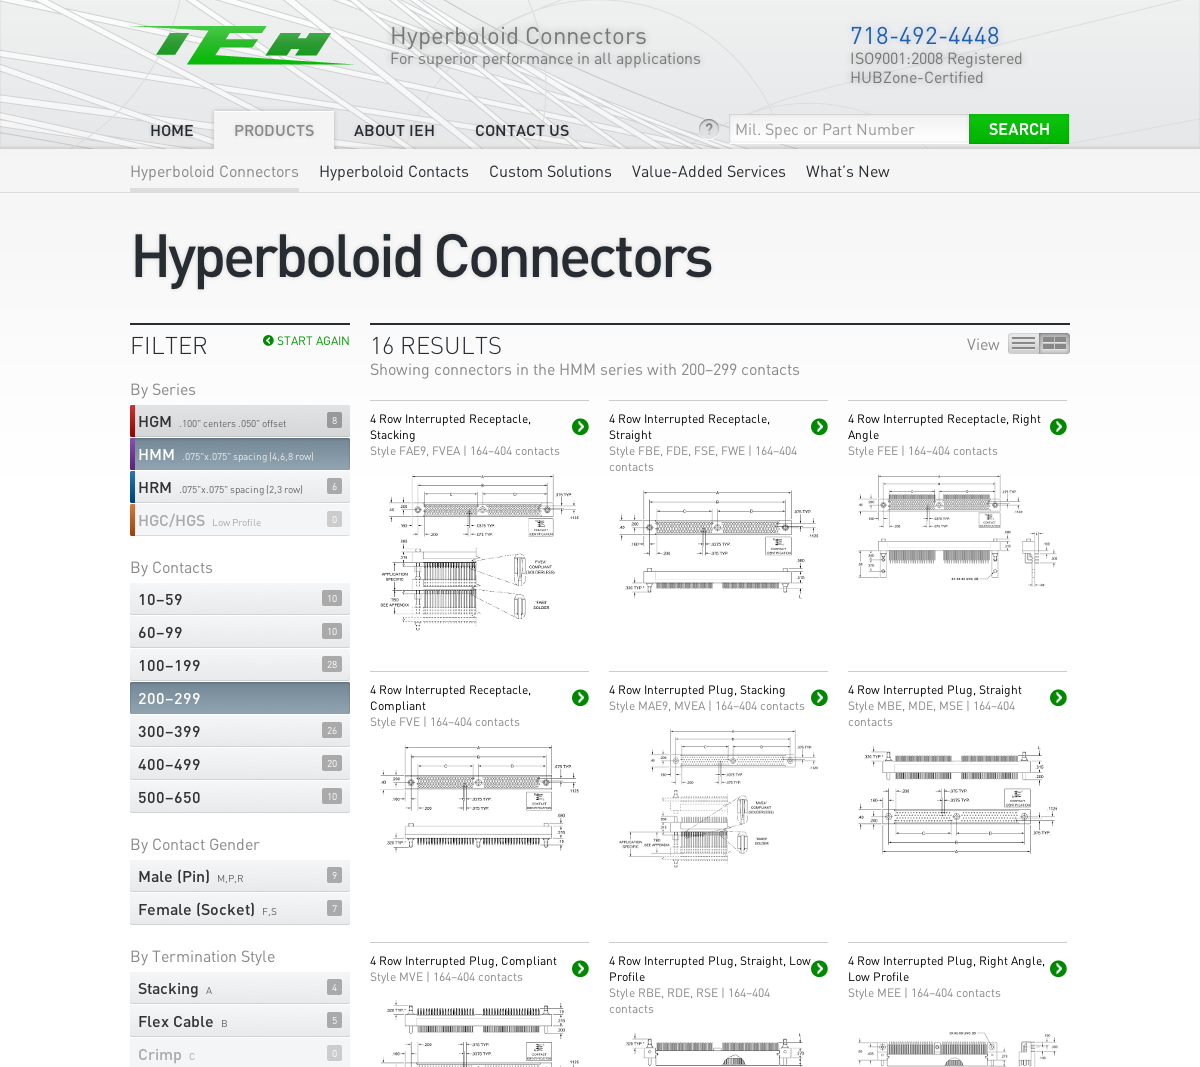 IEH
Hyperboloid Connectors
For superior performance in all applications
718-492-4448
ISO9001:2008 Registered
HUBZone-Certified
HOME
PRODUCTS
ABOUT IEH
CONTACT US
?
Mil. Spec or Part Number
SEARCH
Hyperboloid Connectors
Hyperboloid Contacts
Custom Solutions
Value-Added Services
What's New
Hyperboloid Connectors
FILTER
START AGAIN
By Series
HGM .100" centers .050" offset 8
HMM .075"x.075" spacing (4,6,8 row)
HRM .075"x.075" spacing (2,3 row) 6
HGC/HGS Low Profile 0
By Contacts
10–59 10
60–99 10
100–199 28
200–299
300–399 26
400–499 20
500–650 10
By Contact Gender
Male (Pin) M,P,R 9
Female (Socket) F,S 7
By Termination Style
Stacking A 4
Flex Cable B 5
Crimp C 0
16 RESULTS
View
Showing connectors in the HMM series with 200–299 contacts
4 Row Interrupted Receptacle,
Stacking
Style FAE9, FVEA | 164–404 contacts
4 Row Interrupted Receptacle,
Straight
Style FBE, FDE, FSE, FWE | 164–404
contacts
4 Row Interrupted Receptacle, Right
Angle
Style FEE | 164–404 contacts
4 Row Interrupted Receptacle,
Compliant
Style FVE | 164–404 contacts
4 Row Interrupted Plug, Stacking
Style MAE9, MVEA | 164–404 contacts
4 Row Interrupted Plug, Straight
Style MBE, MDE, MSE | 164–404
contacts
4 Row Interrupted Plug, Compliant
Style MVE | 164–404 contacts
4 Row Interrupted Plug, Straight, Low
Profile
Style RBE, RDE, RSE | 164–404
contacts
4 Row Interrupted Plug, Right Angle,
Low Profile
Style MEE | 164–404 contacts